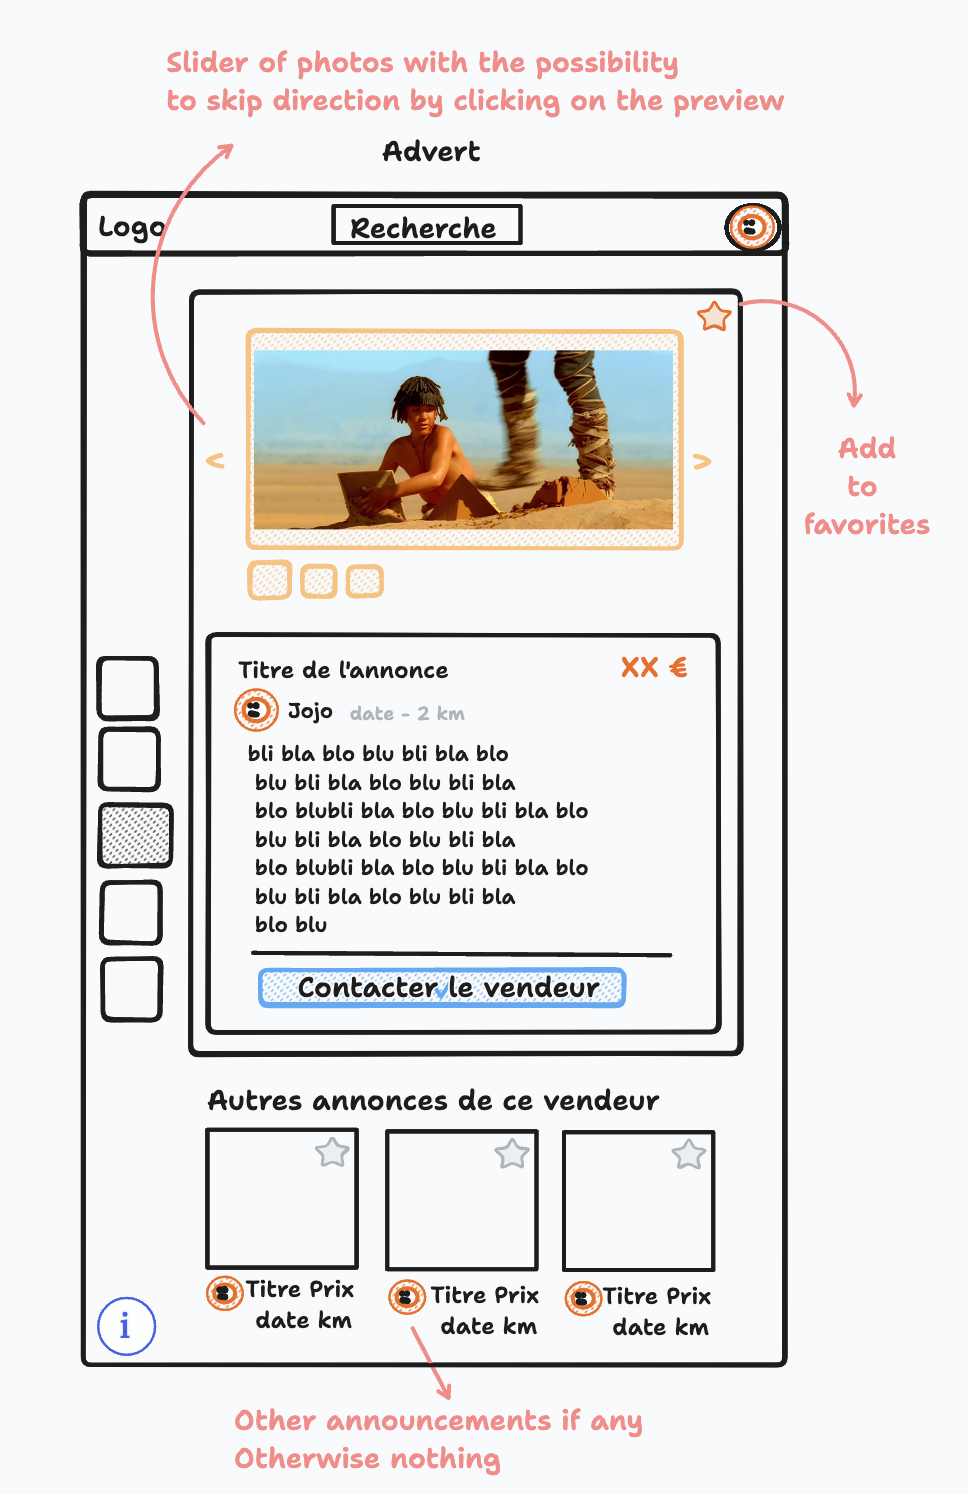 Slider of photos with the possibility
to skip direction by clicking on the preview
Advert
Logo
Recherche
<
>
Add
to
favorites
Titre de l'annonce
XX €
Jojo
date - 2 km
bli bla blo blu bli bla blo
blu bli bla blo blu bli bla
blo blubli bla blo blu bli bla blo
blu bli bla blo blu bli bla
blo blubli bla blo blu bli bla blo
blu bli bla blo blu bli bla
blo blu
Contacter le vendeur
Autres annonces de ce vendeur
Titre Prix
date km
Titre Prix
date km
Titre Prix
date km
i
Other announcements if any
Otherwise nothing